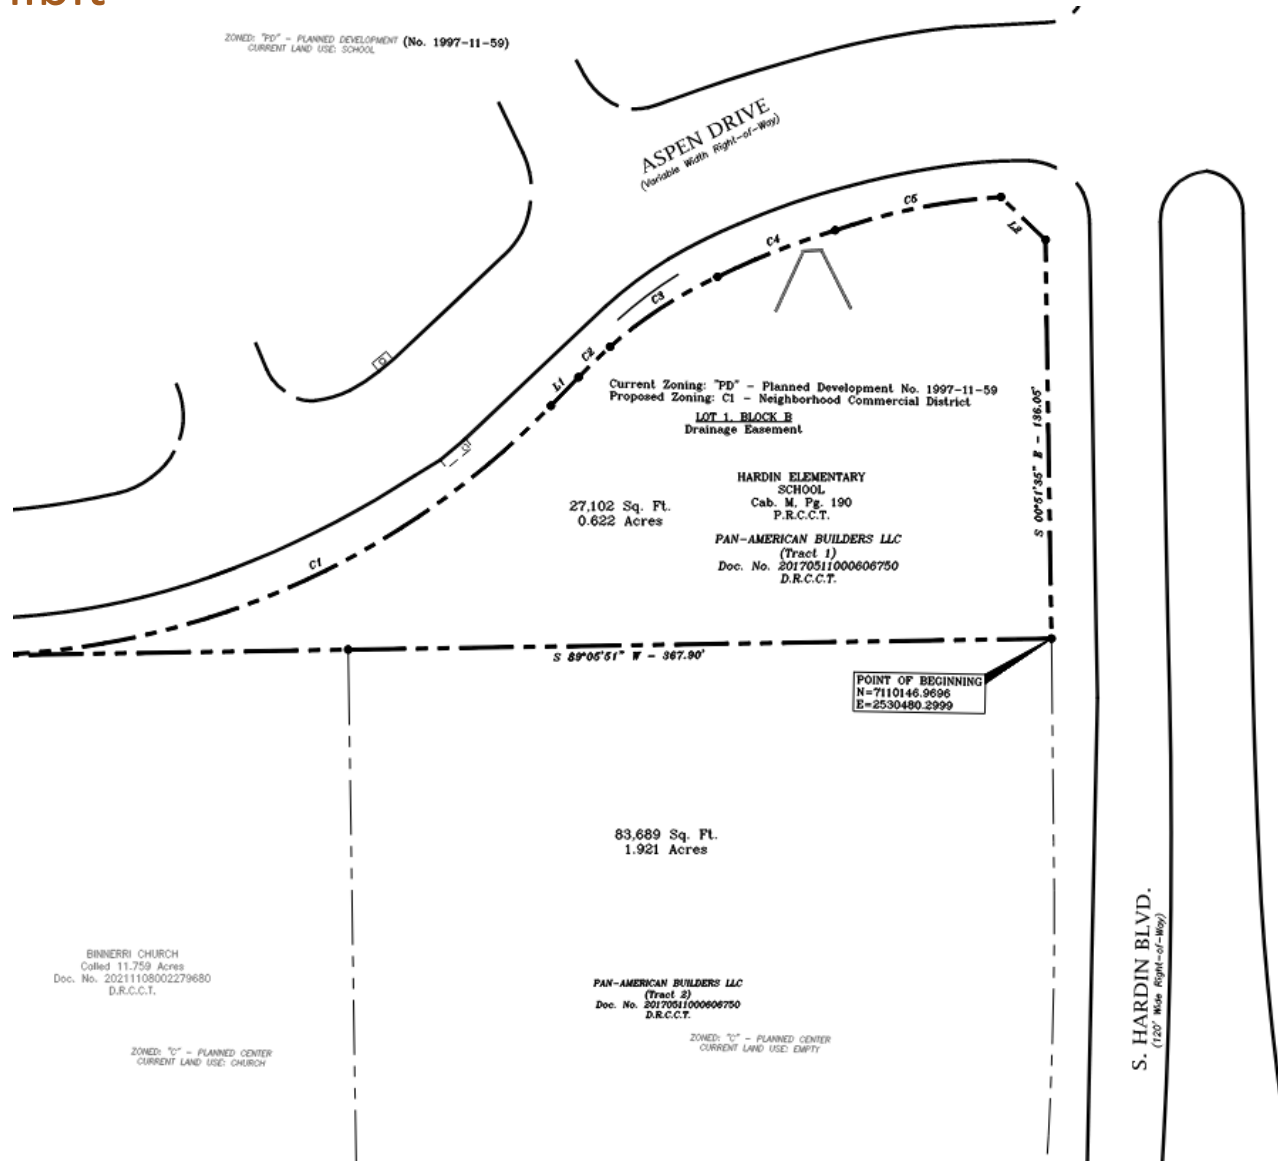 ZONED: "PD" - PLANNED DEVELOPMENT (No. 1997-11-59)
CURRENT LAND USE: SCHOOL
ASPEN DRIVE
(Variable Width Right-of-Way)
C5
L2
C4
C3
C2
L1
Current Zoning: "PD" - Planned Development No. 1997-11-59
Proposed Zoning: C1 - Neighborhood Commercial District
LOT 1, BLOCK B
Drainage Easement
S 00°51'35" E - 136.05'
HARDIN ELEMENTARY
SCHOOL
Cab. M, Pg. 190
P.R.C.C.T.
27,102 Sq. Ft.
0.622 Acres
PAN-AMERICAN BUILDERS LLC
(Tract 1)
Doc. No. 20170511000606750
D.R.C.C.T.
C1
S 89°05'51" W - 367.90'
POINT OF BEGINNING
N=7110146.9696
E=2530480.2999
83,689 Sq. Ft.
1.921 Acres
S. HARDIN BLVD.
(120' Wide Right-of-Way)
BINNERRI CHURCH
Called 11.759 Acres
Doc. No. 20211108002279680
D.R.C.C.T.
PAN-AMERICAN BUILDERS LLC
(Tract 2)
Doc. No. 20170511000606750
D.R.C.C.T.
ZONED: "C" - PLANNED CENTER
CURRENT LAND USE: CHURCH
ZONED: "C" - PLANNED CENTER
CURRENT LAND USE: EMPTY